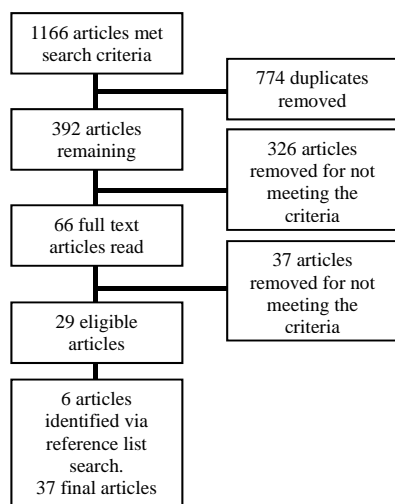 1166 articles met
search criteria
774 duplicates
removed
392 articles
remaining
326 articles
removed for not
meeting the
criteria
66 full text
articles read
37 articles
removed for not
meeting the
criteria
29 eligible
articles
6 articles
identified via
reference list
search.
37 final articles